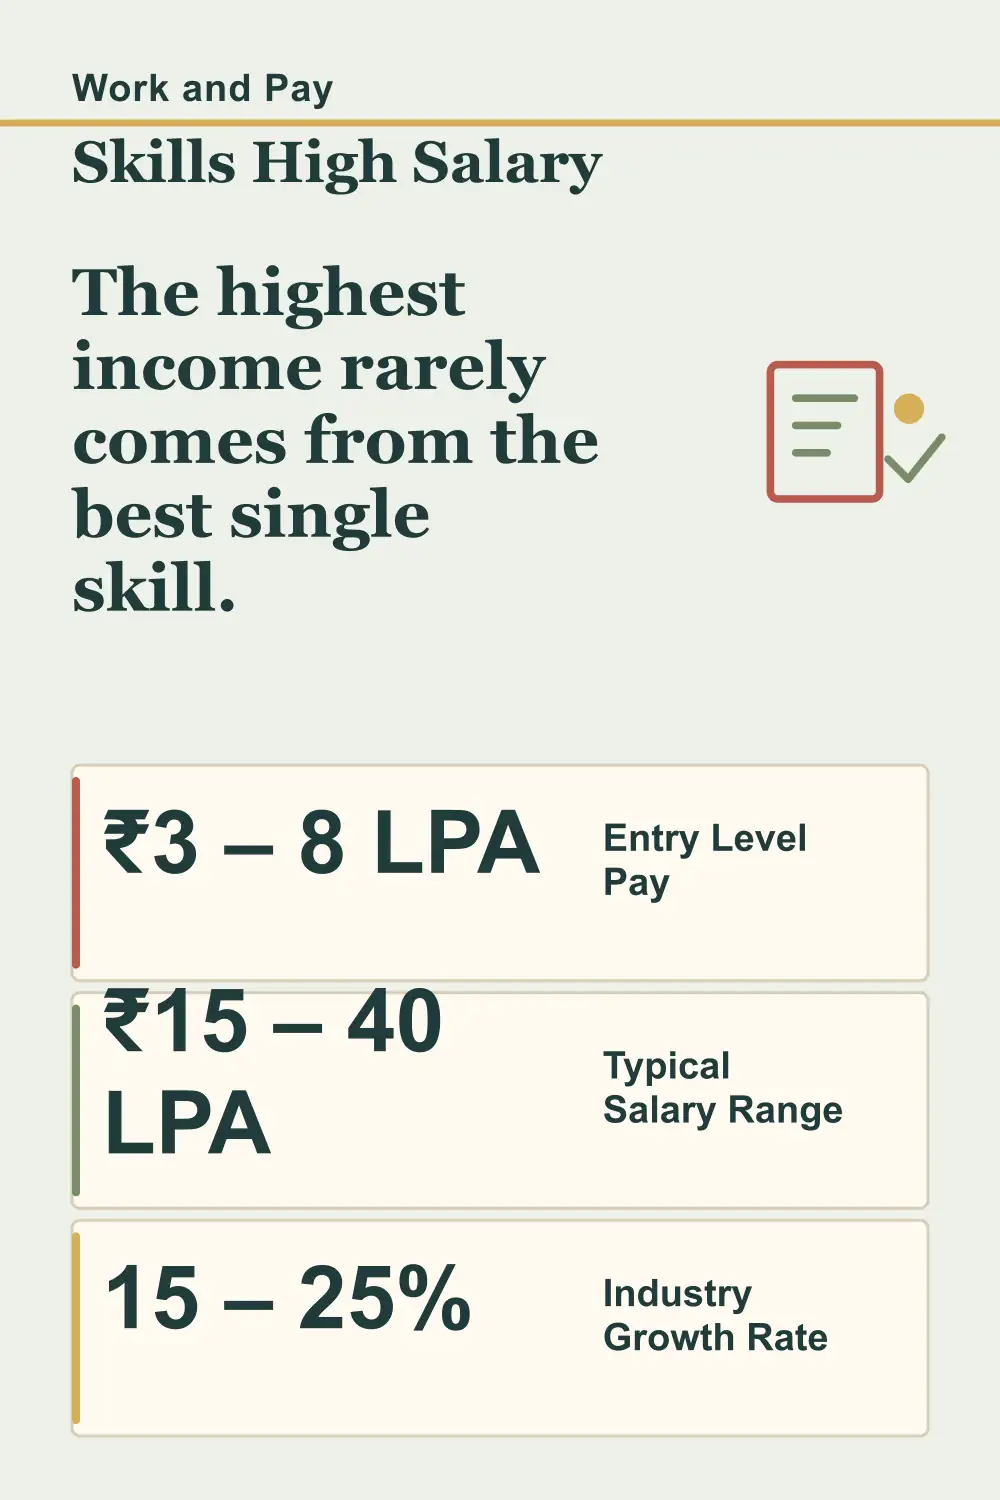 Work and Pay
Skills High Salary
The highest
income rarely
comes from the
best single
skill.
₹3 – 8 LPA
Entry Level
Pay
₹15 – 40
LPA
Typical
Salary Range
15 – 25%
Industry
Growth Rate